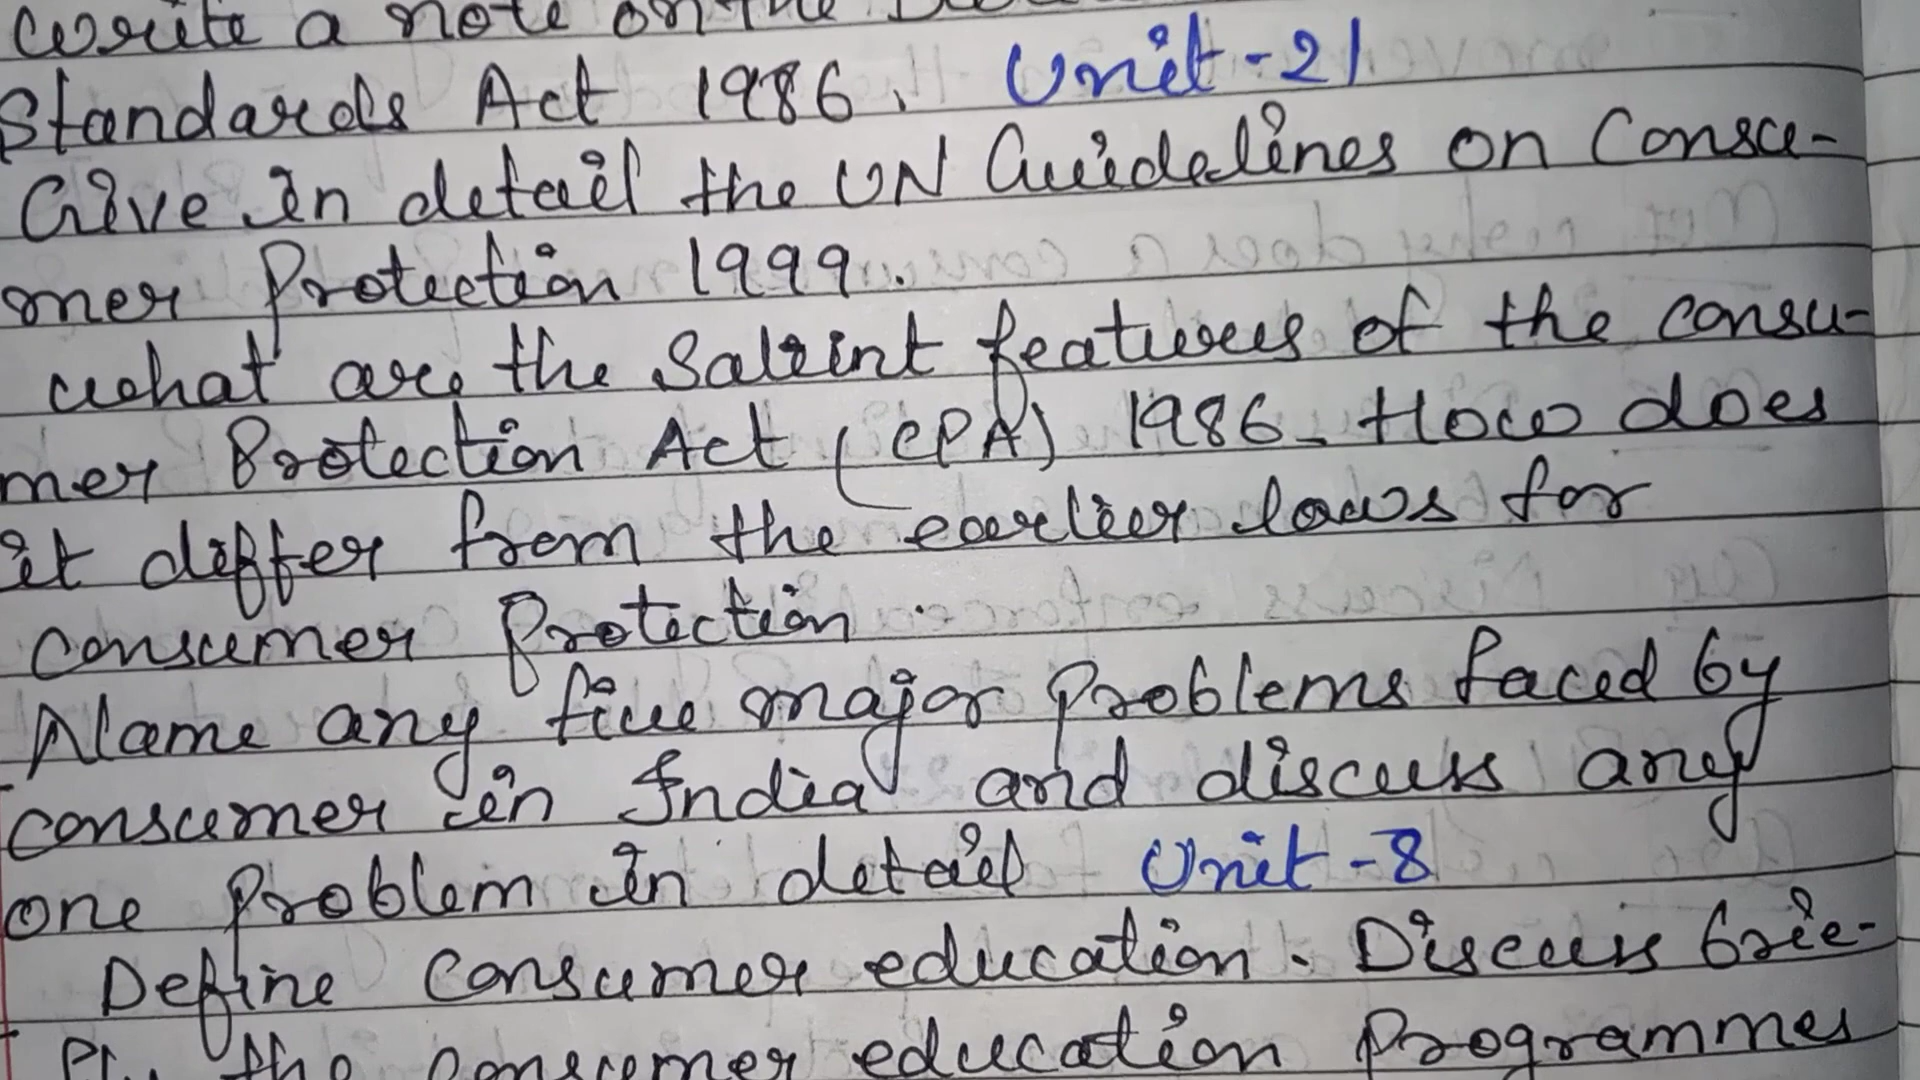 write a note on the
Standards Act 1986. Unit-21
Give in detail the UN Guidelines on Consu-
mer Protection 1999.
what are the Salient features of the consu-
mer Protection Act (CPA) 1986. How does
it differ from the earlier laws for
consumer Protection.
Name any five major Problems faced by
consumer in India and discuss any
one Problem in detail Unit-8
Define Consumer education. Discuss brie-
the consumer education Programmes